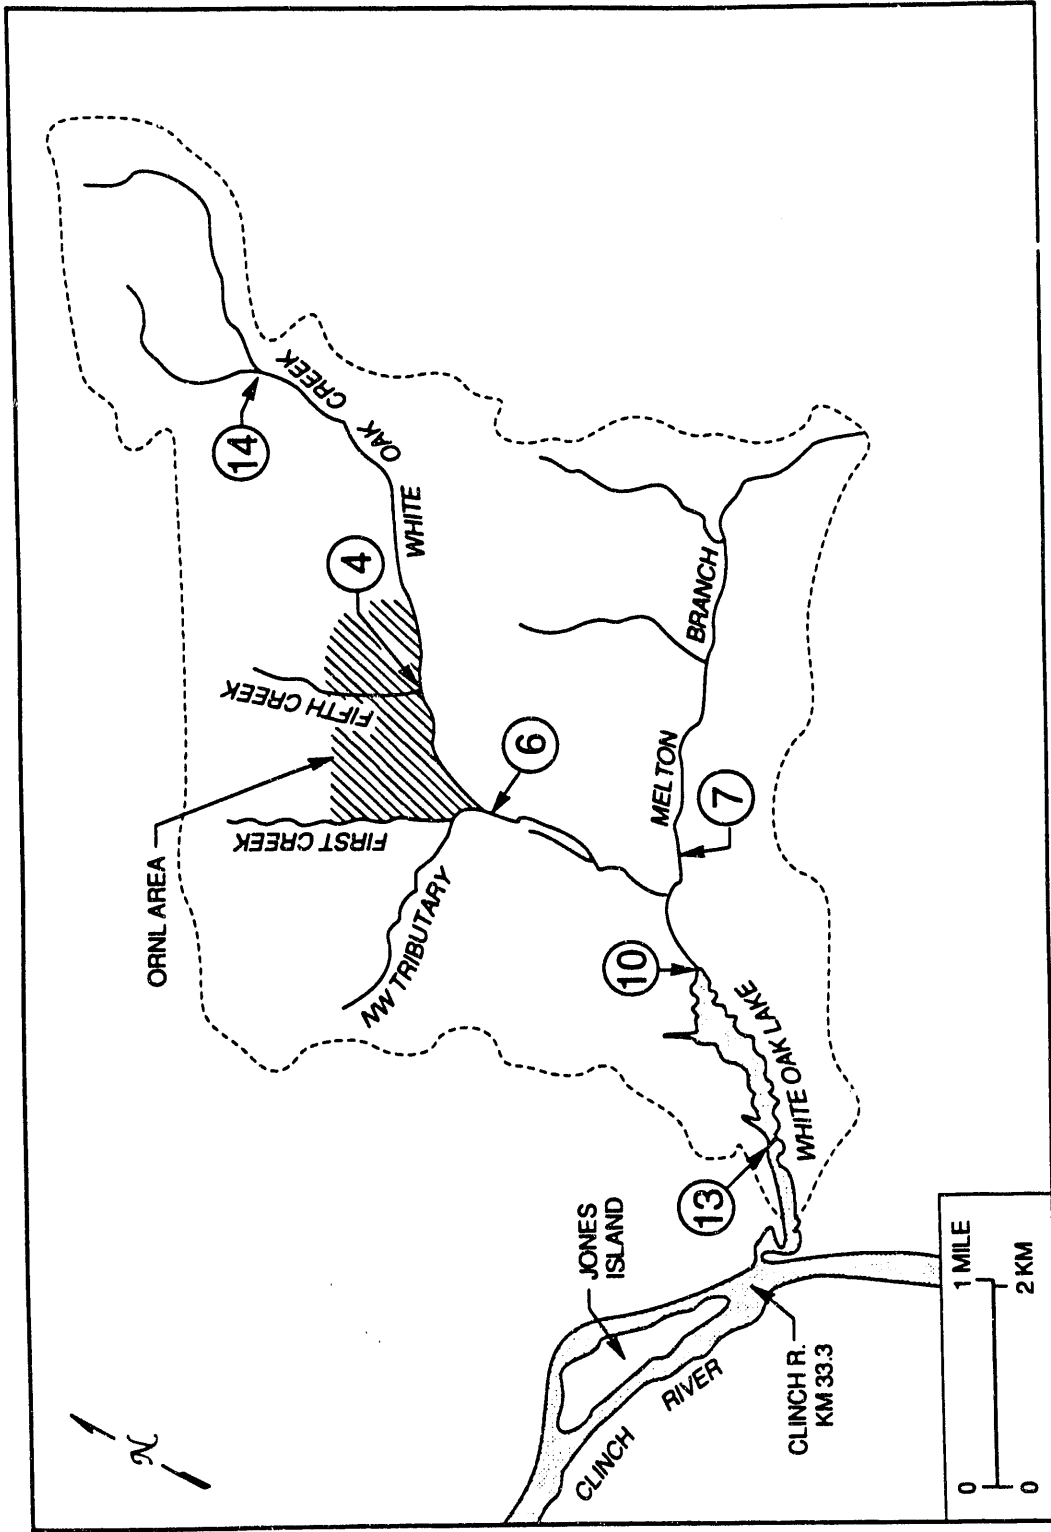 ORNL AREA
FIRST CREEK
FIFTH CREEK
4
14
WHITE OAK CREEK
NW TRIBUTARY
6
MELTON BRANCH
7
10
WHITE OAK LAKE
13
JONES
ISLAND
CLINCH RIVER
CLINCH R.
KM 33.3
N
0 1 MILE
0 2 KM